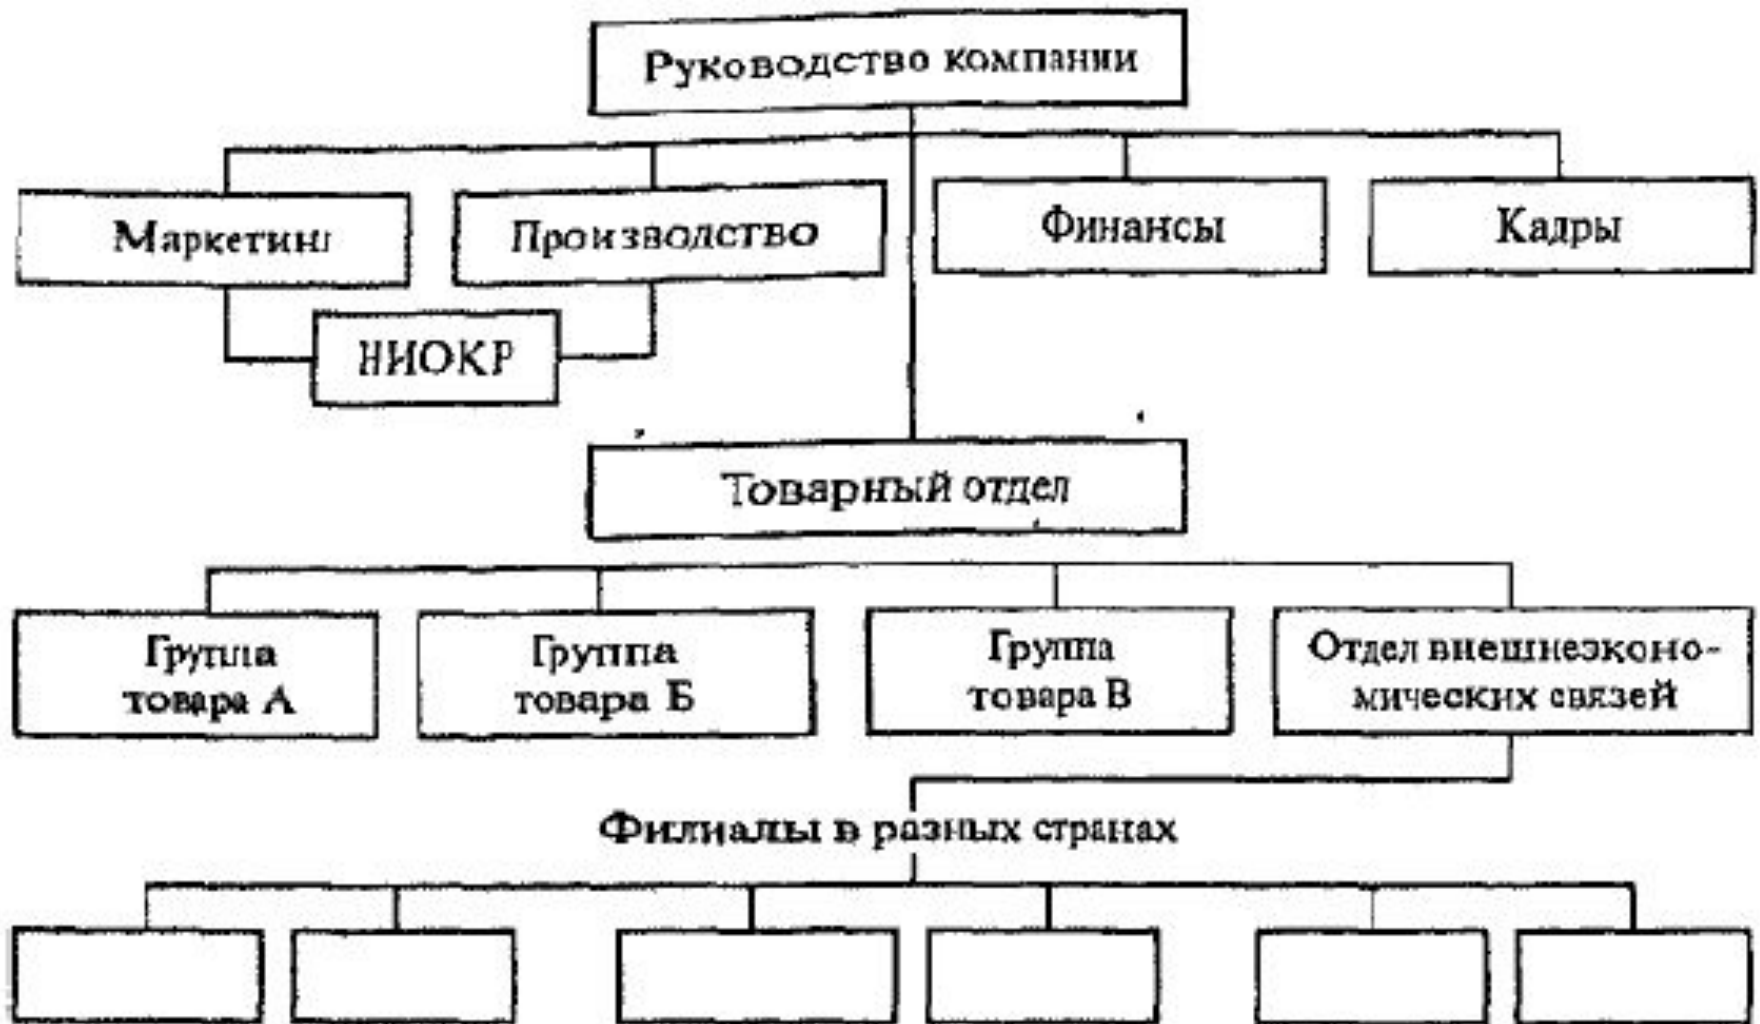 Руководство компании
Маркетинг
Производство
Финансы
Кадры
НИОКР
Товарный отдел
Группа
товара А
Группа
товара Б
Группа
товара В
Отдел внешнеэконо-
мических связей
Филиалы в разных странах